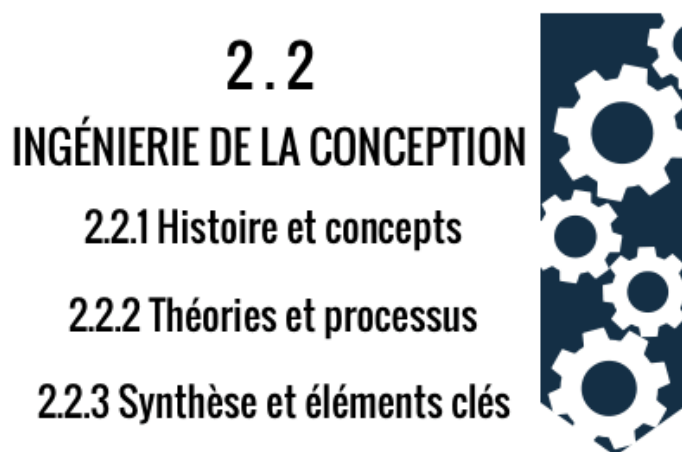 2.2
INGÉNIERIE DE LA CONCEPTION
2.2.1 Histoire et concepts
2.2.2 Théories et processus
2.2.3 Synthèse et éléments clés